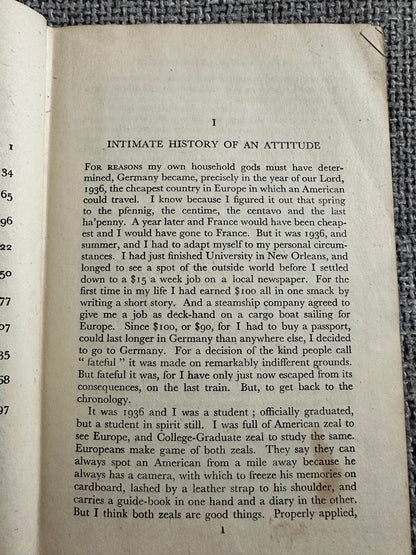 I
34
65
96
22
50
77
07
35
58
97
I
INTIMATE HISTORY OF AN ATTITUDE
FOR REASONS my own household gods must have deter-
mined, Germany became, precisely in the year of our Lord,
1936, the cheapest country in Europe in which an American
could travel. I know because I figured it out that spring
to the pfennig, the centime, the centavo and the last
ha'penny. A year later and France would have been cheap-
est and I would have gone to France. But it was 1936, and
summer, and I had to adapt myself to my personal circum-
stances. I had just finished University in New Orleans, and
longed to see a spot of the outside world before I settled
down to a $15 a week job on a local newspaper. For the
first time in my life I had earned $100 all in one smack by
writing a short story. And a steamship company agreed to
give me a job as deck-hand on a cargo boat sailing for
Europe. Since $100, or $90, for I had to buy a passport,
could last longer in Germany than anywhere else, I decided
to go to Germany. For a decision of the kind people call
" fateful " it was made on remarkably indifferent grounds.
But fateful it was, for I have only just now escaped from its
consequences, on the last train. But, to get back to the
chronology.
It was 1936 and I was a student ; officially graduated,
but a student in spirit still. I was full of American zeal to
see Europe, and College-Graduate zeal to study the same.
Europeans make game of both zeals. They say they can
always spot an American from a mile away because he
always has a camera, with which to freeze his memories on
cardboard, lashed by a leather strap to his shoulder, and
carries a guide-book in one hand and a diary in the other.
But I think both zeals are good things. Properly applied,
1